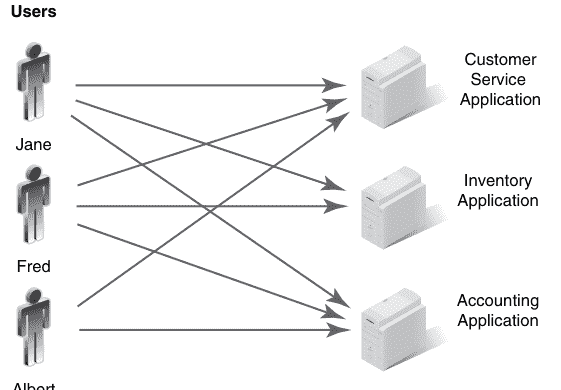 Users
Jane
Fred
Albert
Customer
Service
Application
Inventory
Application
Accounting
Application